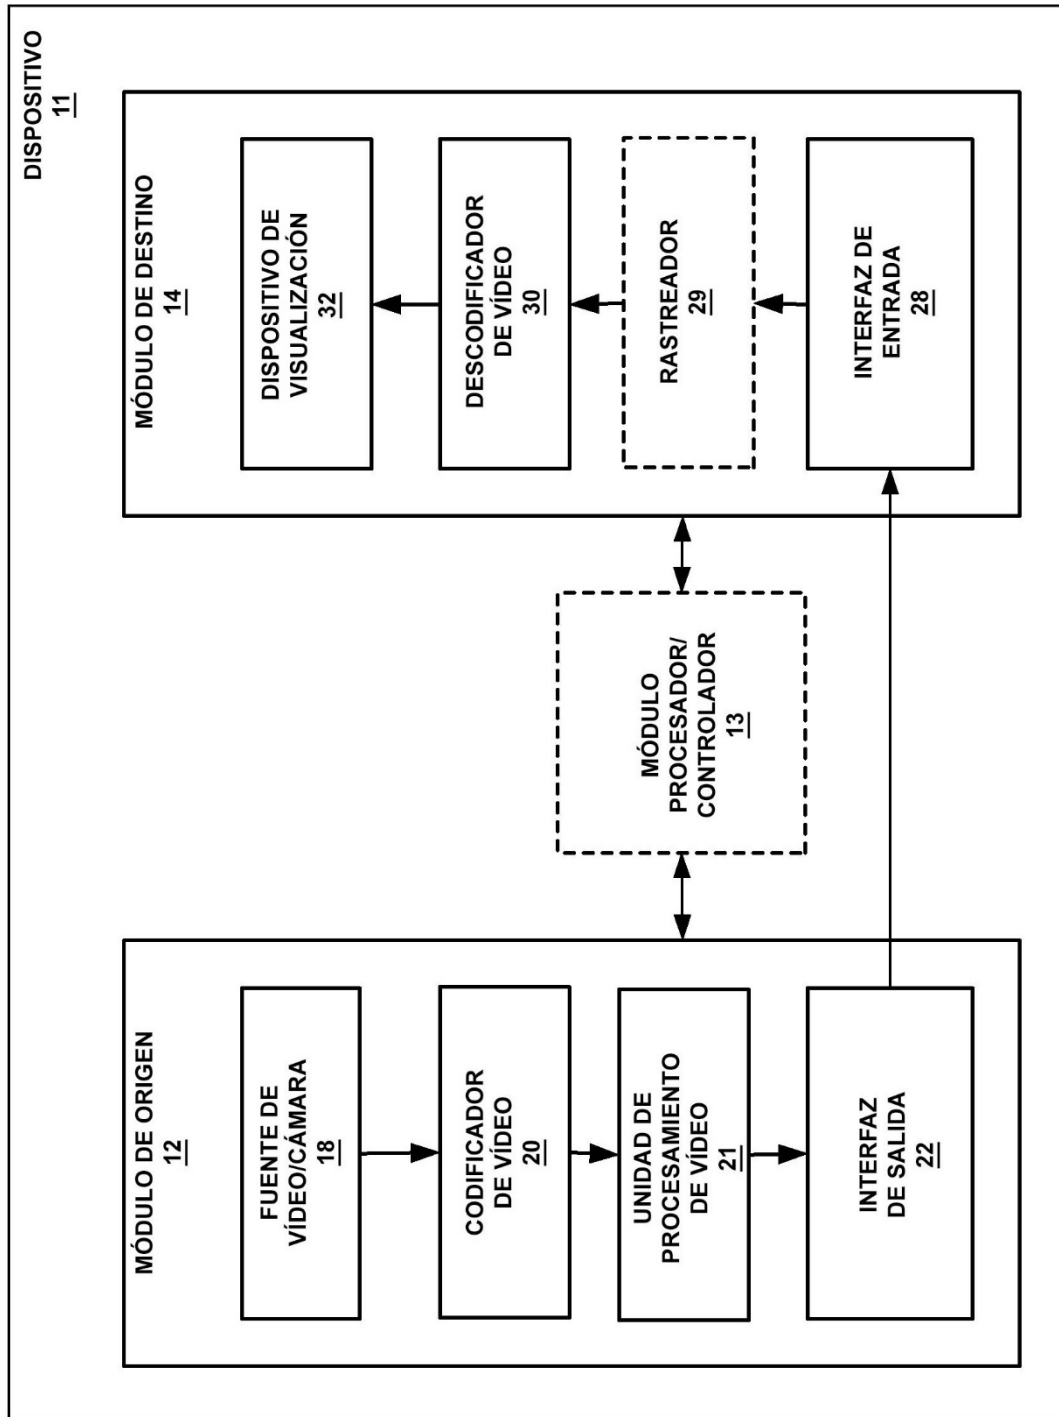 DISPOSITIVO
11
MÓDULO DE ORIGEN
12
FUENTE DE
VÍDEO/CÁMARA
18
CODIFICADOR
DE VÍDEO
20
UNIDAD DE
PROCESAMIENTO
DE VÍDEO
21
INTERFAZ
DE SALIDA
22
MÓDULO
PROCESADOR/
CONTROLADOR
13
MÓDULO DE DESTINO
14
DISPOSITIVO DE
VISUALIZACIÓN
32
DESCODIFICADOR
DE VÍDEO
30
RASTREADOR
29
INTERFAZ DE
ENTRADA
28